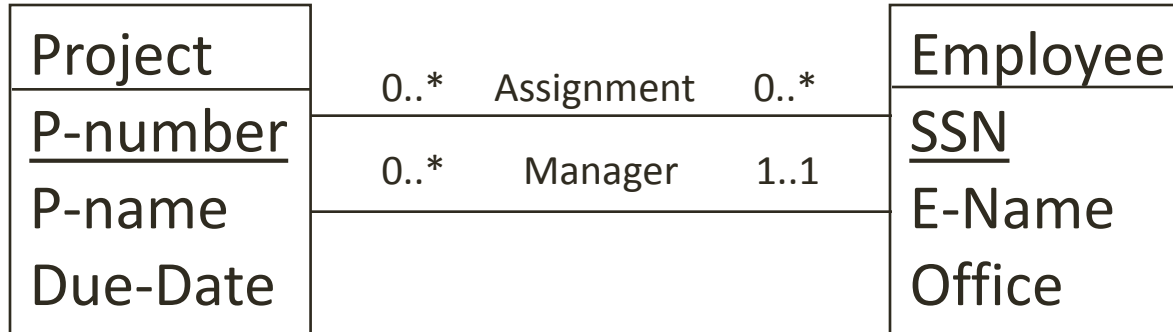 Project
P-number
P-name
Due-Date
0..* Assignment 0..*
0..* Manager 1..1
Employee
SSN
E-Name
Office